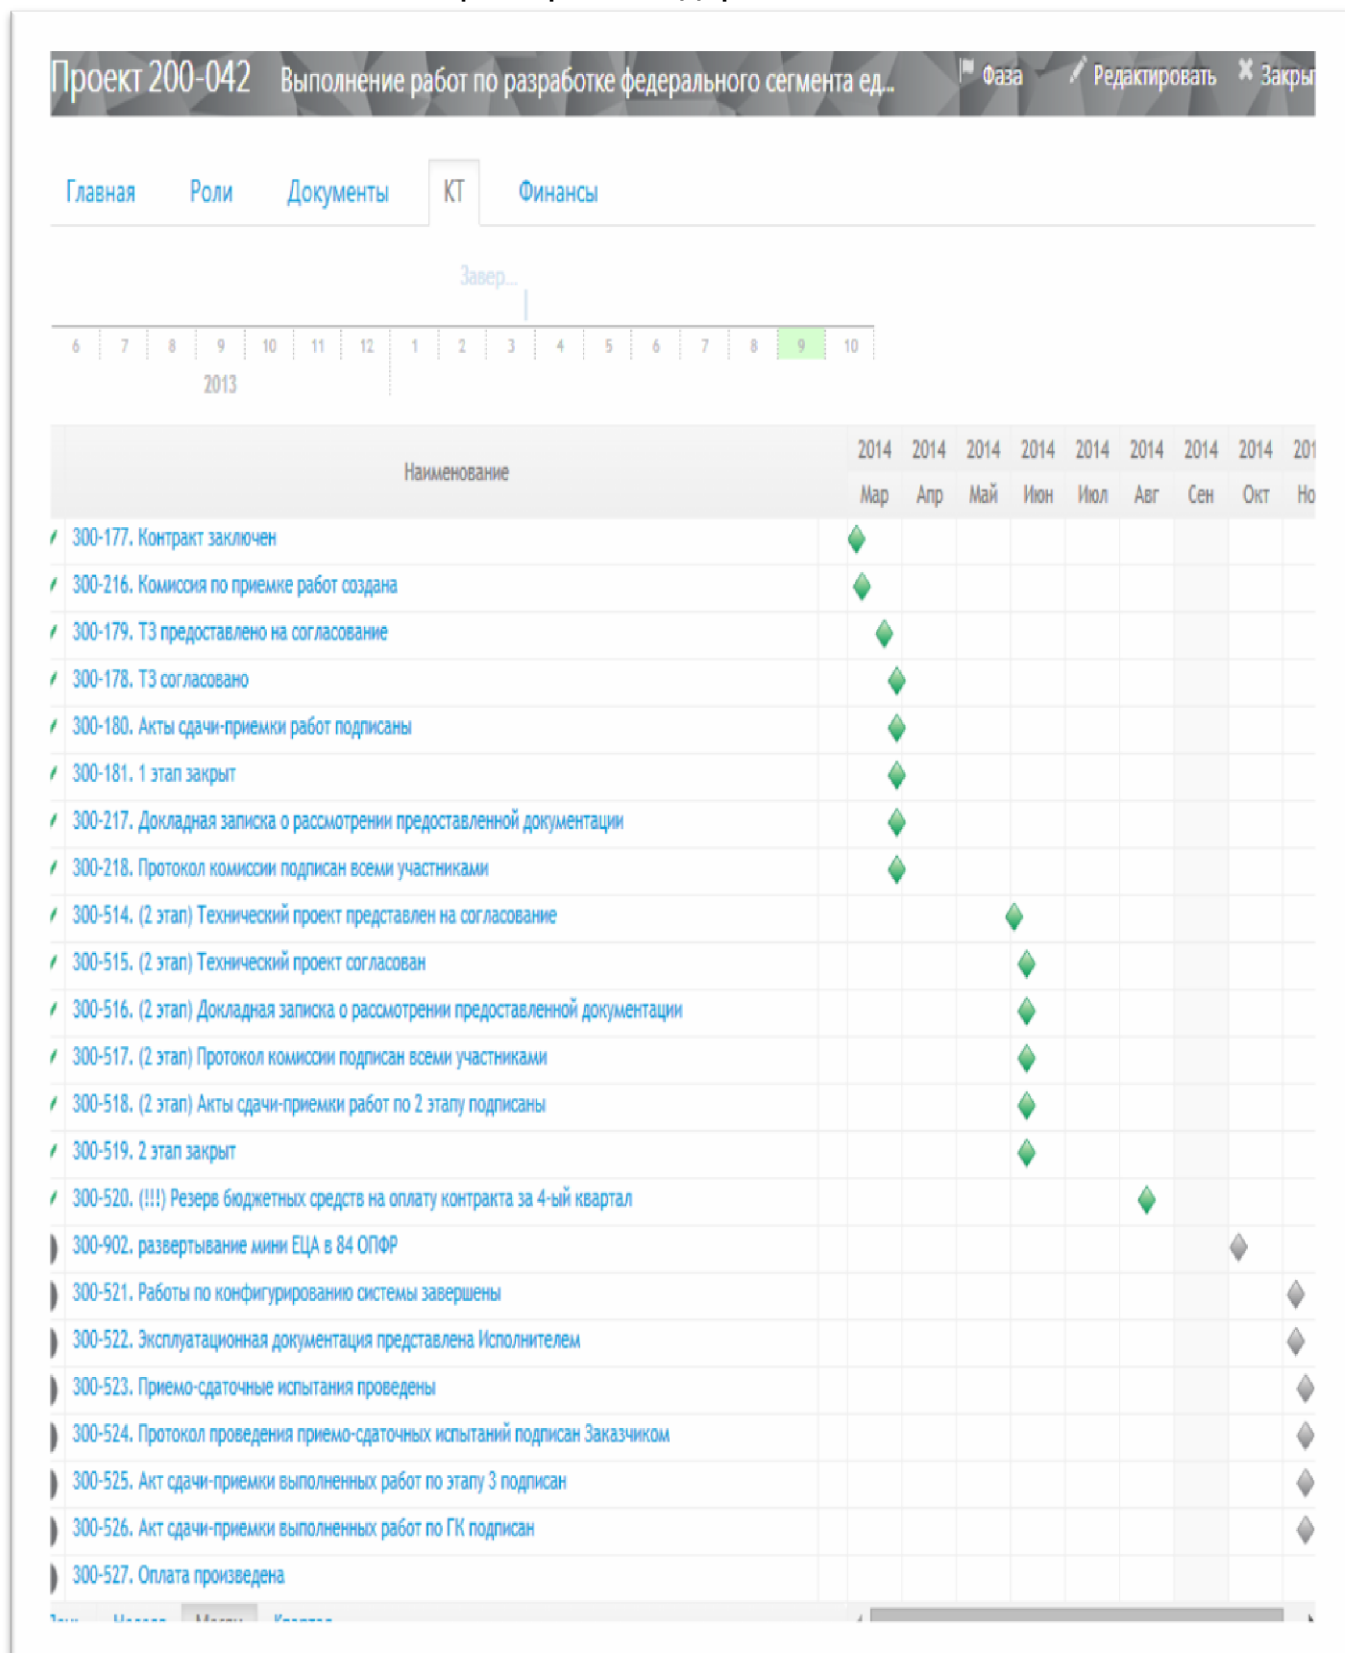 Проект 200-042 Выполнение работ по разработке федерального сегмента ед... Фаза Редактировать Закрыт
Главная Роли Документы КТ Финансы
Завер...
6 7 8 9 10 11 12 1 2 3 4 5 6 7 8 9 10
2013
Наименование
2014 2014 2014 2014 2014 2014 2014 2014 201
Мар Апр Май Июн Июл Авг Сен Окт Но
300-177. Контракт заключен
300-216. Комиссия по приемке работ создана
300-179. ТЗ предоставлено на согласование
300-178. ТЗ согласовано
300-180. Акты сдачи-приемки работ подписаны
300-181. 1 этап закрыт
300-217. Докладная записка о рассмотрении предоставленной документации
300-218. Протокол комиссии подписан всеми участниками
300-514. (2 этап) Технический проект представлен на согласование
300-515. (2 этап) Технический проект согласован
300-516. (2 этап) Докладная записка о рассмотрении предоставленной документации
300-517. (2 этап) Протокол комиссии подписан всеми участниками
300-518. (2 этап) Акты сдачи-приемки работ по 2 этапу подписаны
300-519. 2 этап закрыт
300-520. (!!!) Резерв бюджетных средств на оплату контракта за 4-ый квартал
300-902. развертывание мини ЕЦА в 84 ОПФР
300-521. Работы по конфигурированию системы завершены
300-522. Эксплуатационная документация представлена Исполнителем
300-523. Приемо-сдаточные испытания проведены
300-524. Протокол проведения приемо-сдаточных испытаний подписан Заказчиком
300-525. Акт сдачи-приемки выполненных работ по этапу 3 подписан
300-526. Акт сдачи-приемки выполненных работ по ГК подписан
300-527. Оплата произведена